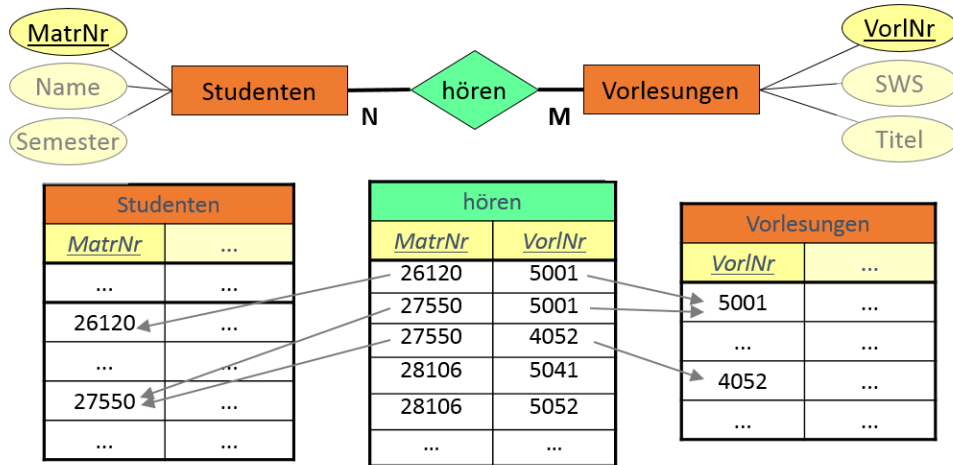 MatrNr
VorlNr
Name
Studenten
hören
Vorlesungen
SWS
N
M
Semester
Titel
Studenten
MatrNr ...
... ...
26120 ...
... ...
27550 ...
... ...
hören
MatrNr VorlNr
26120 5001
27550 5001
27550 4052
28106 5041
28106 5052
... ...
Vorlesungen
VorlNr ...
5001 ...
... ...
4052 ...
... ...